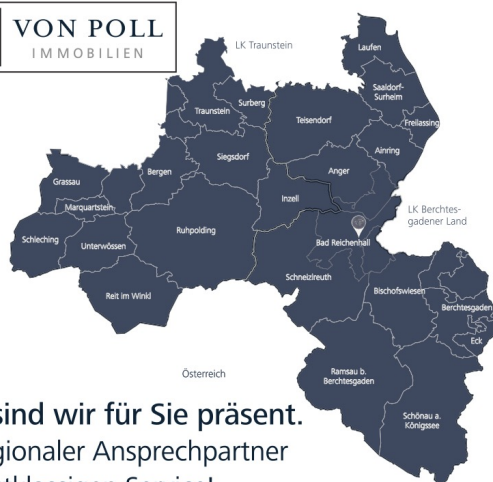 VON POLL
IMMOBILIEN
LK Traunstein
Laufen
Saaldorf-
Surheim
Surberg
Traunstein
Teisendorf
Freilassing
Ainring
Siegsdorf
Anger
Bergen
Grassau
Inzell
Marquartstein
LK Berchtes-
gadener Land
Ruhpolding
Schleching
Unterwössen
Bad Reichenhall
Schneizlreuth
Bischofswiesen
Reit im Winkl
Berchtesgaden
Eck
Österreich
Ramsau b.
Berchtesgaden
Schönau a.
Königssee
sind wir für Sie präsent.
gionaler Ansprechpartner